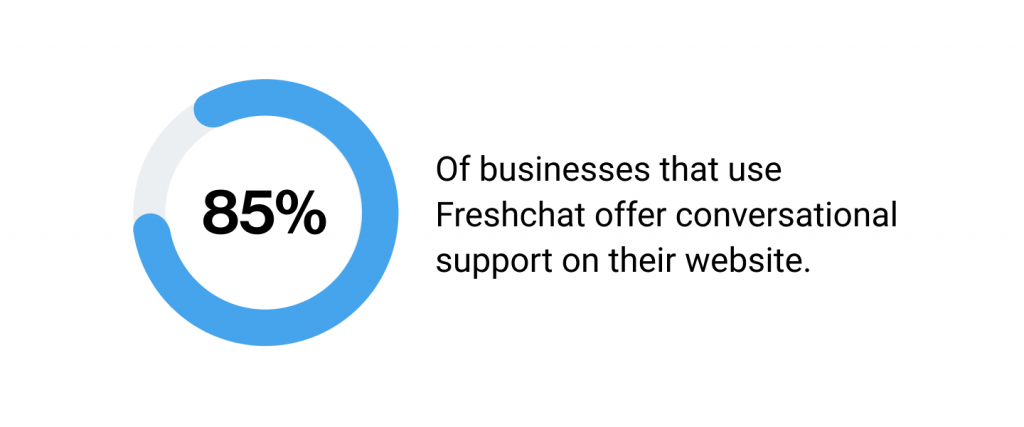 85%
Of businesses that use
Freshchat offer conversational
support on their website.